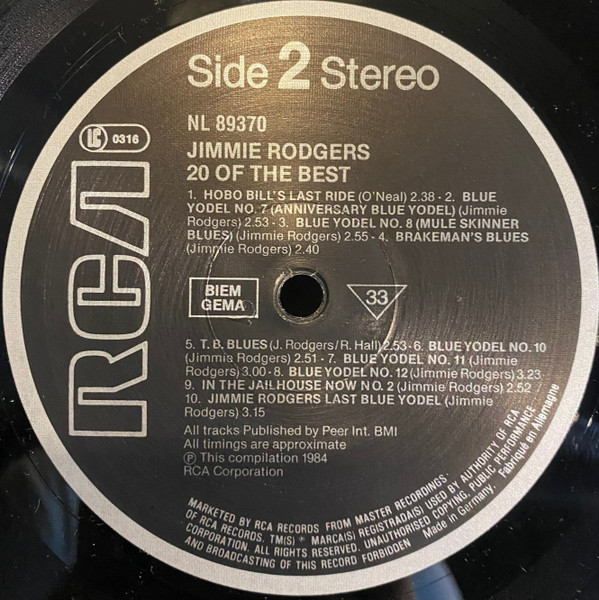 Side 2 Stereo
NL 89370
LC 0316
JIMMIE RODGERS
20 OF THE BEST
RCA
1. HOBO BILL'S LAST RIDE (O'Neal) 2.38 - 2. BLUE
YODEL NO. 7 (ANNIVERSARY BLUE YODEL) (Jimmie
Rodgers) 2.53 - 3. BLUE YODEL NO. 8 (MULE SKINNER
BLUES) (Jimmie Rodgers) 2.55 - 4. BRAKEMAN'S BLUES
(Jimmie Rodgers) 2.40
BIEM
GEMA
33
5. T.B. BLUES (J. Rodgers/R. Hall) 2.53 - 6. BLUE YODEL NO. 10
(Jimmie Rodgers) 2.51 - 7. BLUE YODEL NO. 11 (Jimmie
Rodgers) 3.00 - 8. BLUE YODEL NO. 12 (Jimmie Rodgers) 3.23
9. IN THE JAILHOUSE NOW NO. 2 (Jimmie Rodgers) 2.52
10. JIMMIE RODGERS LAST BLUE YODEL (Jimmie
Rodgers) 3.15
All tracks Published by Peer Int. BMI
All timings are approximate
Ⓟ This compilation 1984
RCA Corporation
MARKETED BY RCA RECORDS FROM MASTER RECORDINGS · OF RCA
OF RCA RECORDS. TM(S) ® MARCA(S) REGISTRADA(S) USED BY AUTHORITY OF RCA
CORPORATION. ALL RIGHTS RESERVED. UNAUTHORISED COPYING, PUBLIC PERFORMANCE
AND BROADCASTING OF THIS RECORD FORBIDDEN Made in Germany. Fabriqué en Allemagne